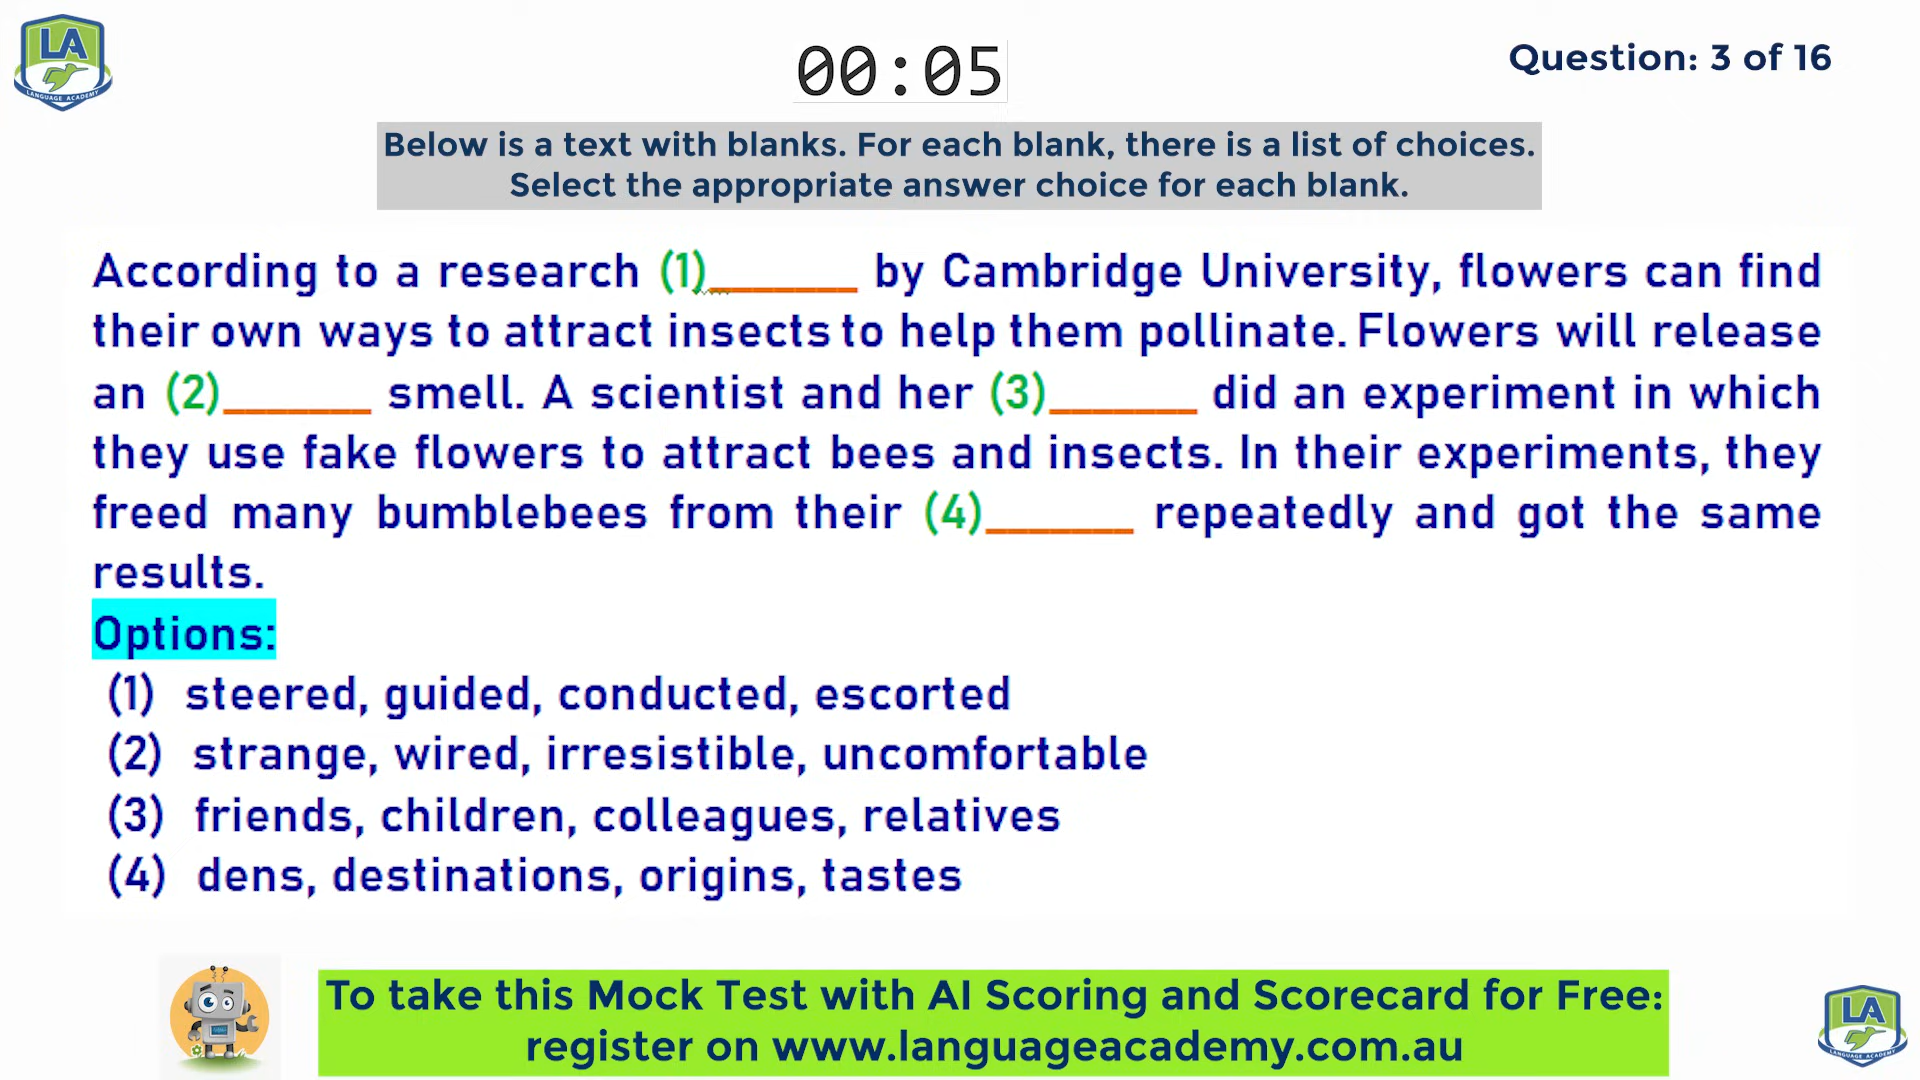 LA
LANGUAGE ACADEMY
00:05
Question: 3 of 16
Below is a text with blanks. For each blank, there is a list of choices.
Select the appropriate answer choice for each blank.
According to a research (1)_______ by Cambridge University, flowers can find
their own ways to attract insects to help them pollinate. Flowers will release
an (2)_______ smell. A scientist and her (3)_______ did an experiment in which
they use fake flowers to attract bees and insects. In their experiments, they
freed many bumblebees from their (4)_______ repeatedly and got the same
results.
Options:
(1) steered, guided, conducted, escorted
(2) strange, wired, irresistible, uncomfortable
(3) friends, children, colleagues, relatives
(4) dens, destinations, origins, tastes
To take this Mock Test with AI Scoring and Scorecard for Free:
register on www.languageacademy.com.au
LA
LANGUAGE ACADEMY